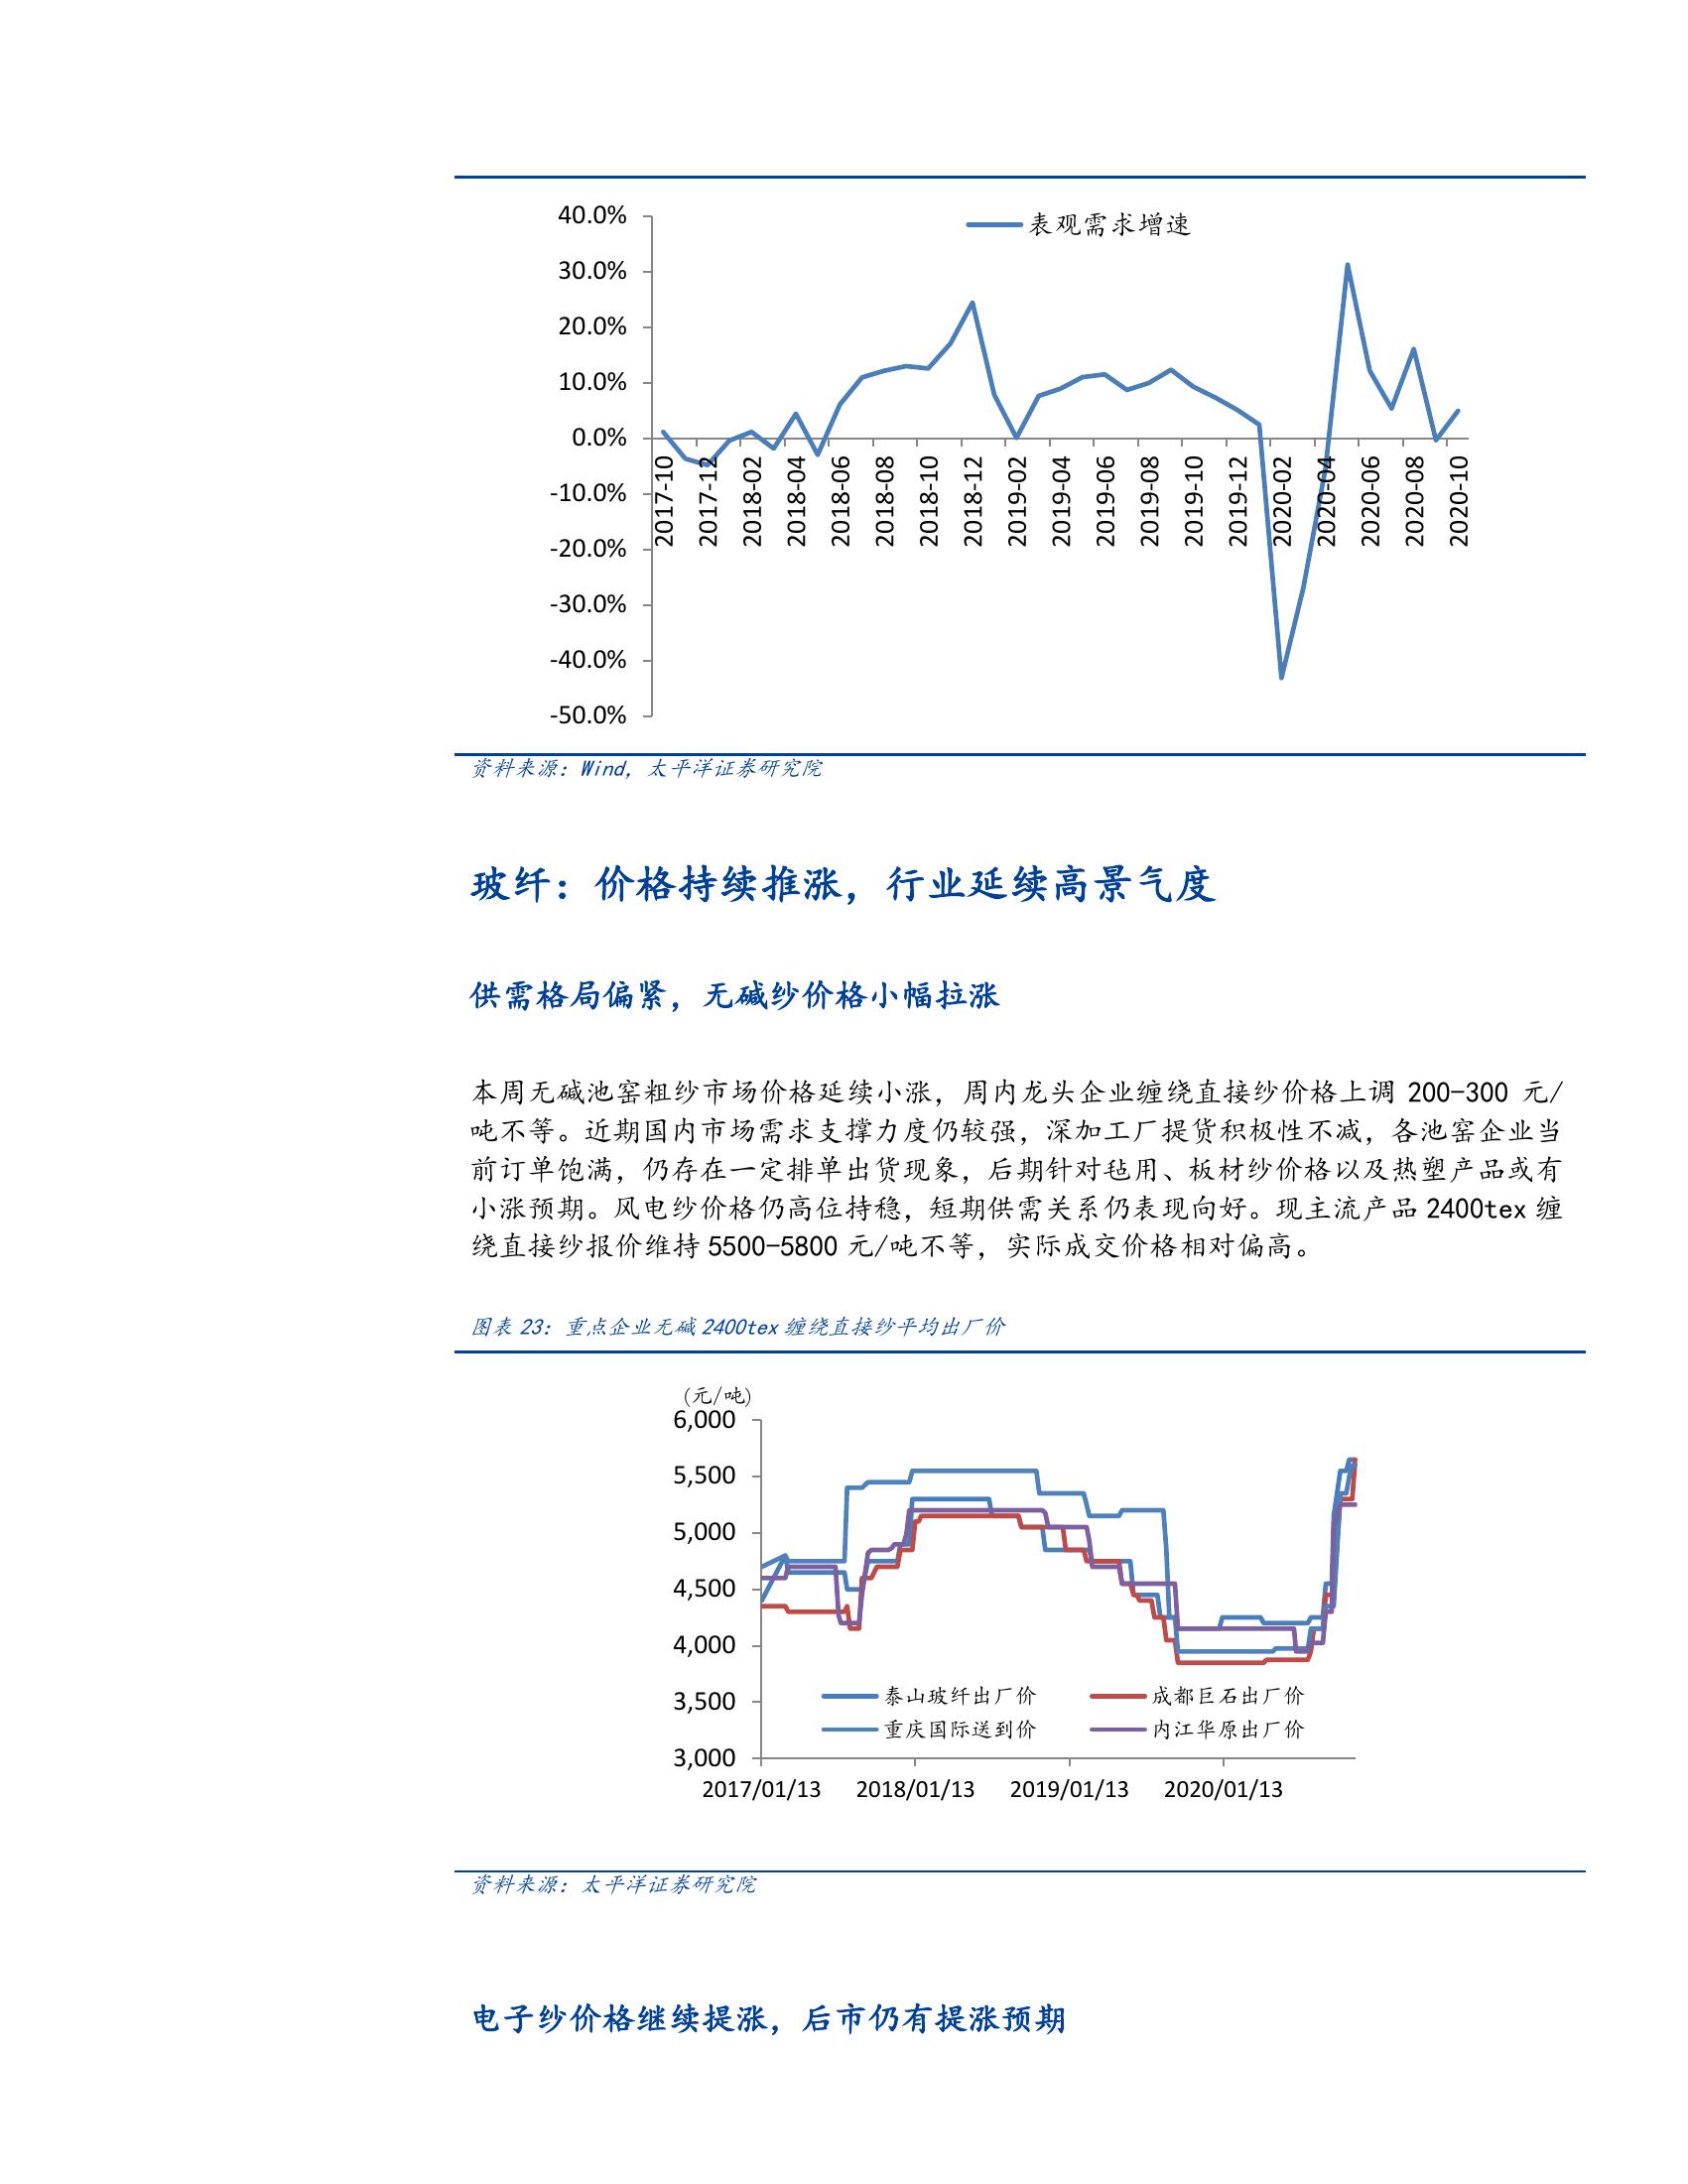 表观需求增速
40.0%
30.0%
20.0%
10.0%
0.0%
-10.0%
-20.0%
-30.0%
-40.0%
-50.0%
2017-10
2017-12
2018-02
2018-04
2018-06
2018-08
2018-10
2018-12
2019-02
2019-04
2019-06
2019-08
2019-10
2019-12
2020-02
2020-04
2020-06
2020-08
2020-10
资料来源：Wind，太平洋证券研究院
玻纤：价格持续推涨，行业延续高景气度
供需格局偏紧，无碱纱价格小幅拉涨
本周无碱池窑粗纱市场价格延续小涨，周内龙头企业缠绕直接纱价格上调 200-300 元/
吨不等。近期国内市场需求支撑力度仍较强，深加工厂提货积极性不减，各池窑企业当
前订单饱满，仍存在一定排单出货现象，后期针对毡用、板材纱价格以及热塑产品或有
小涨预期。风电纱价格仍高位持稳，短期供需关系仍表现向好。现主流产品 2400tex 缠
绕直接纱报价维持 5500-5800 元/吨不等，实际成交价格相对偏高。
图表 23：重点企业无碱 2400tex 缠绕直接纱平均出厂价
(元/吨)
6,000
5,500
5,000
4,500
4,000
3,500
3,000
泰山玻纤出厂价
成都巨石出厂价
重庆国际送到价
内江华原出厂价
2017/01/13
2018/01/13
2019/01/13
2020/01/13
资料来源：太平洋证券研究院
电子纱价格继续提涨，后市仍有提涨预期